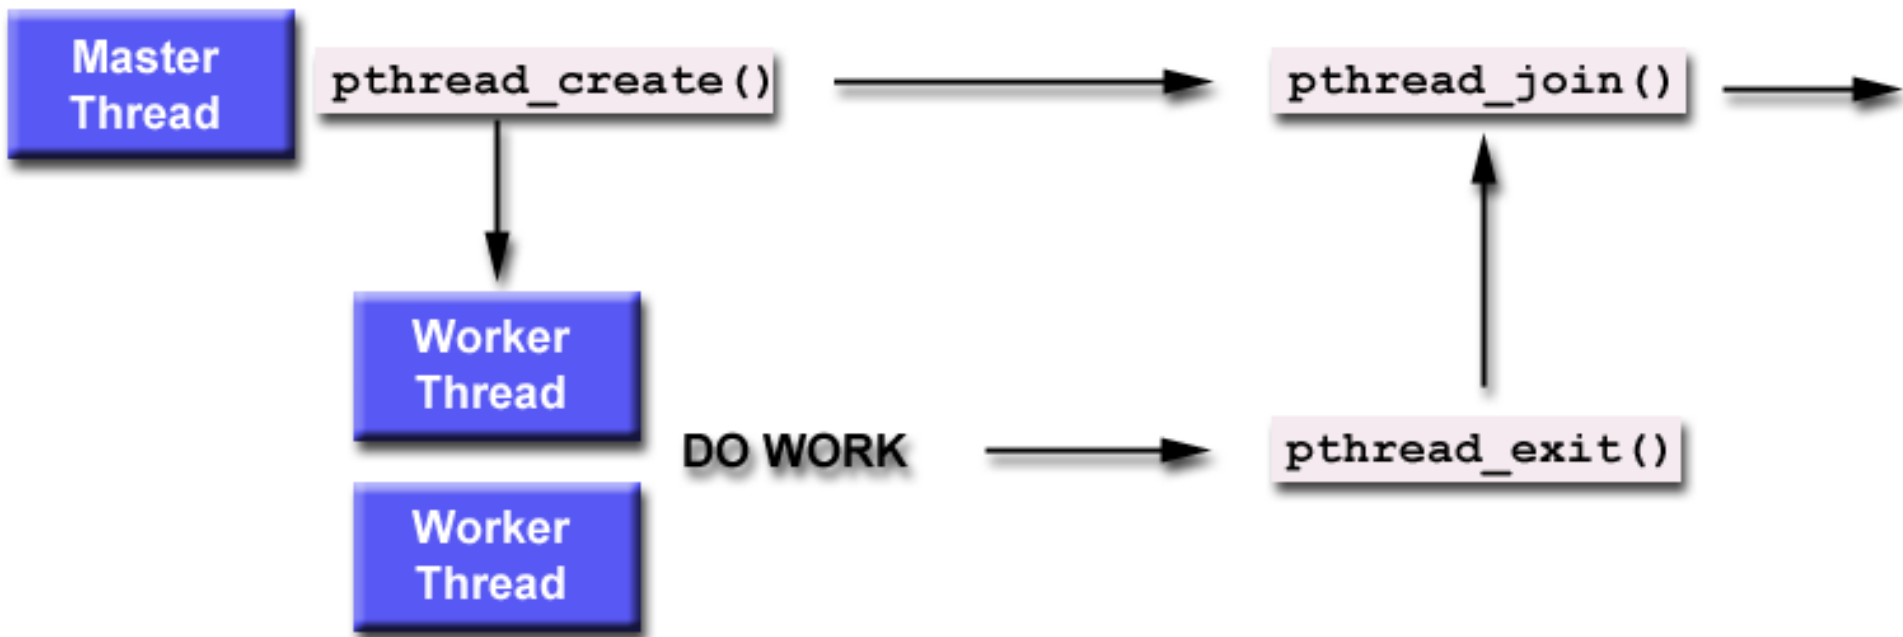 Master
Thread
pthread_create()
pthread_join()
Worker
Thread
DO WORK
pthread_exit()
Worker
Thread